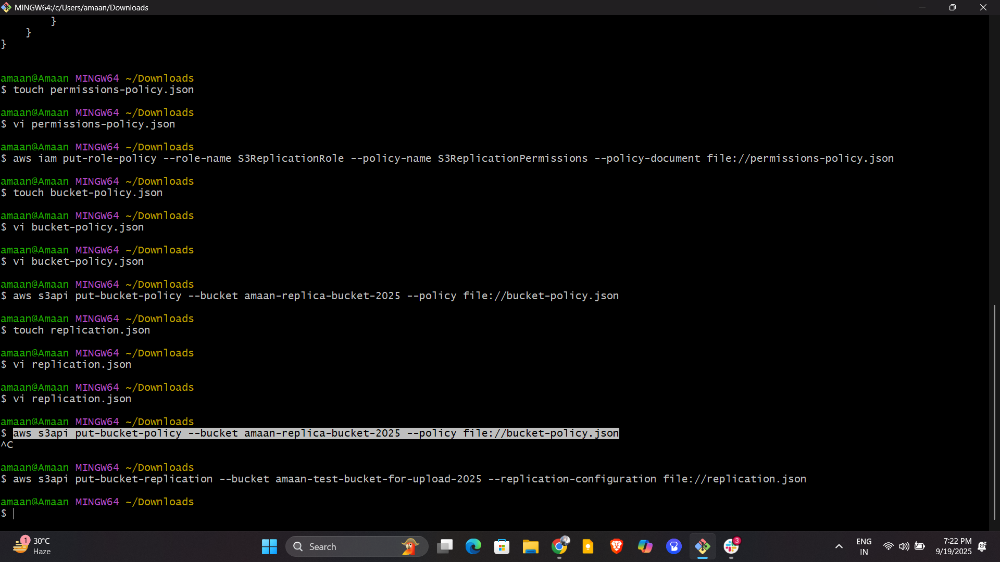 MINGW64:/c/Users/amaan/Downloads
}
}
}
amaan@Amaan MINGW64 ~/Downloads
$ touch permissions-policy.json
amaan@Amaan MINGW64 ~/Downloads
$ vi permissions-policy.json
amaan@Amaan MINGW64 ~/Downloads
$ aws iam put-role-policy --role-name S3ReplicationRole --policy-name S3ReplicationPermissions --policy-document file://permissions-policy.json
amaan@Amaan MINGW64 ~/Downloads
$ touch bucket-policy.json
amaan@Amaan MINGW64 ~/Downloads
$ vi bucket-policy.json
amaan@Amaan MINGW64 ~/Downloads
$ vi bucket-policy.json
amaan@Amaan MINGW64 ~/Downloads
$ aws s3api put-bucket-policy --bucket amaan-replica-bucket-2025 --policy file://bucket-policy.json
amaan@Amaan MINGW64 ~/Downloads
$ touch replication.json
amaan@Amaan MINGW64 ~/Downloads
$ vi replication.json
amaan@Amaan MINGW64 ~/Downloads
$ vi replication.json
amaan@Amaan MINGW64 ~/Downloads
$ aws s3api put-bucket-policy --bucket amaan-replica-bucket-2025 --policy file://bucket-policy.json
^C
amaan@Amaan MINGW64 ~/Downloads
$ aws s3api put-bucket-replication --bucket amaan-test-bucket-for-upload-2025 --replication-configuration file://replication.json
amaan@Amaan MINGW64 ~/Downloads
$
1
30°C
Haze
Search
3
ENG
IN
7:22 PM
9/19/2025